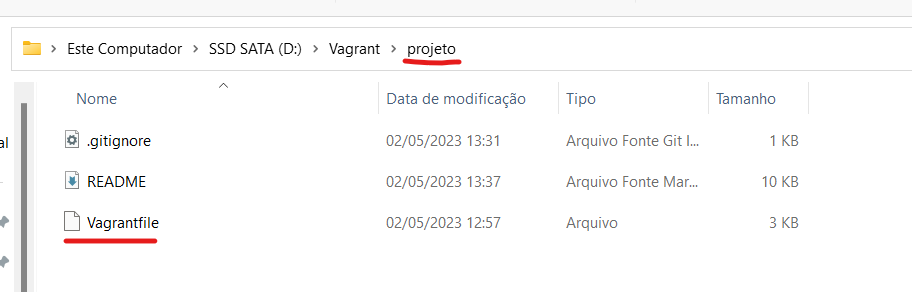 Este Computador > SSD SATA (D:) > Vagrant > projeto
Nome Data de modificação Tipo Tamanho
al
.gitignore 02/05/2023 13:31 Arquivo Fonte Git I... 1 KB
README 02/05/2023 13:37 Arquivo Fonte Mar... 10 KB
Vagrantfile 02/05/2023 12:57 Arquivo 3 KB